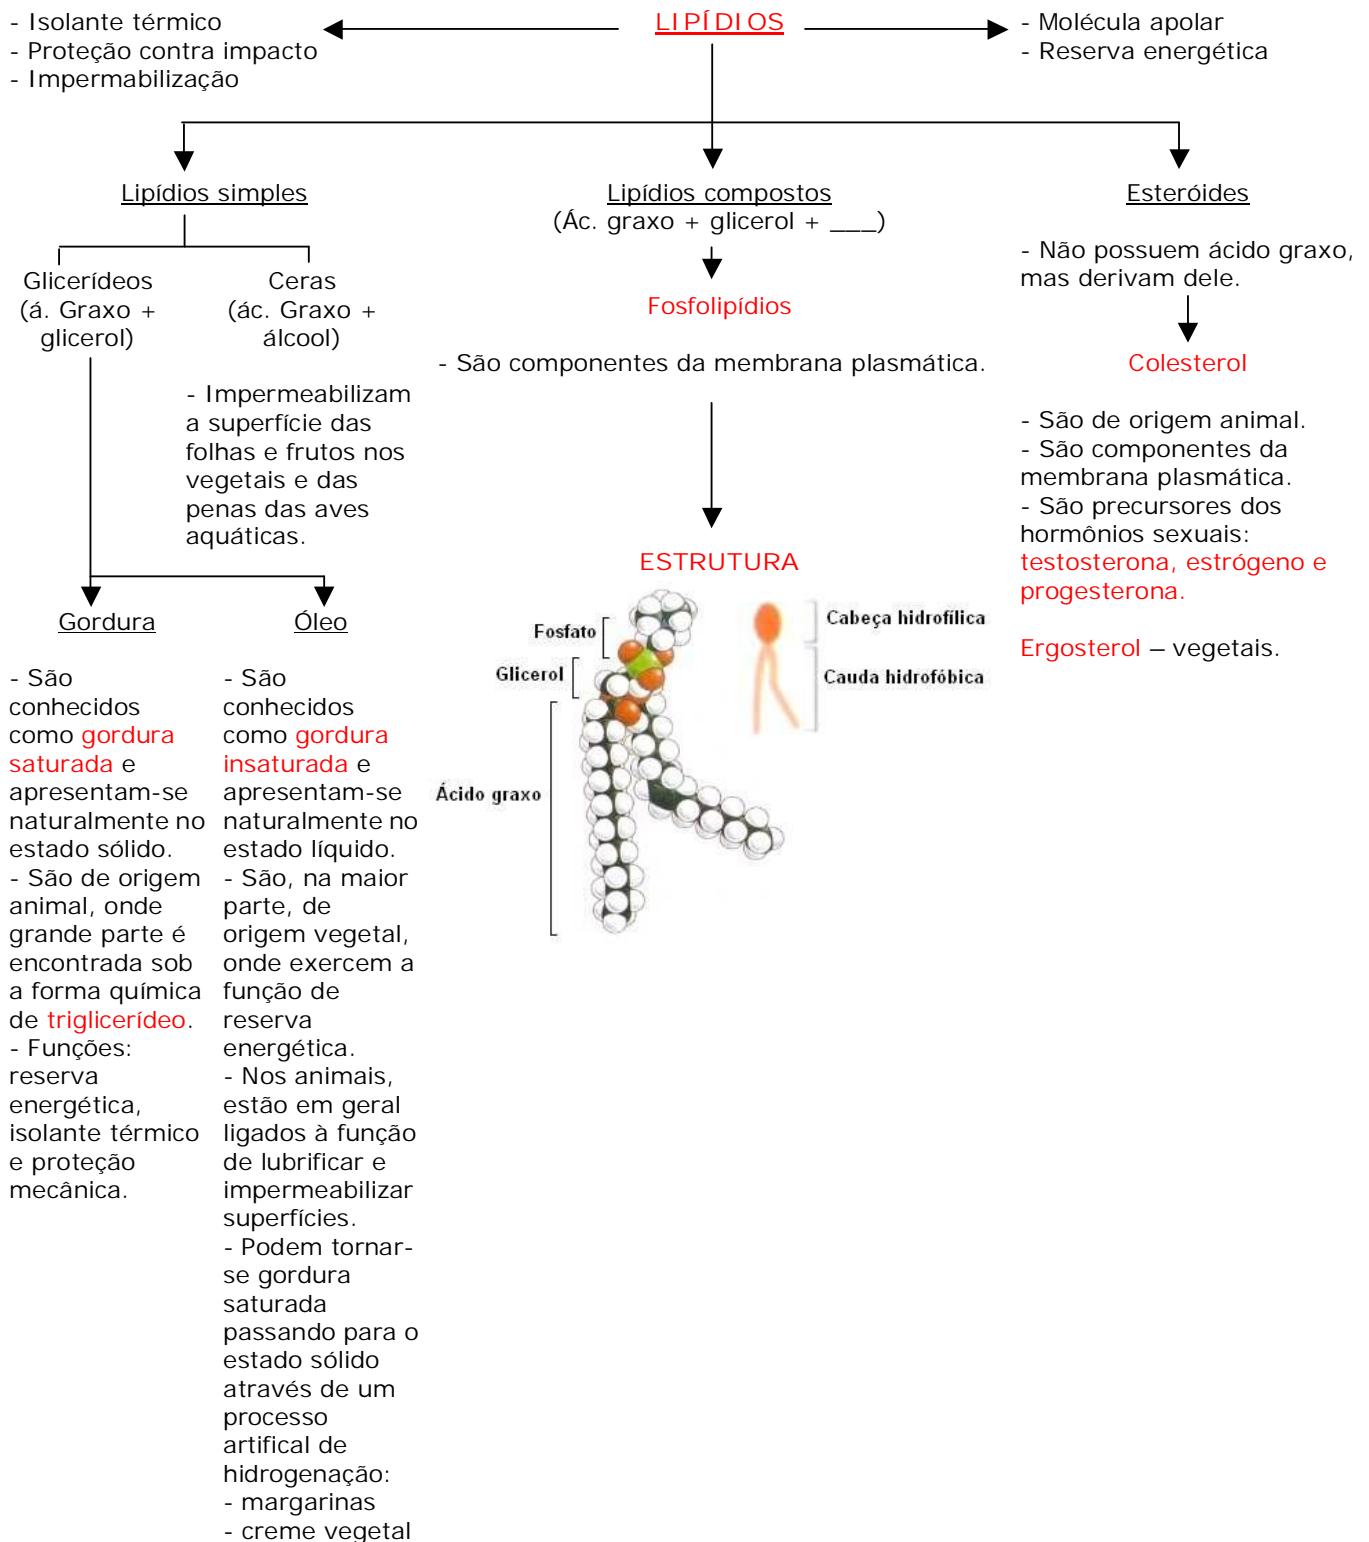 - Isolante térmico
- Proteção contra impacto
- Impermabilização
LIPÍDIOS
- Molécula apolar
- Reserva energética
Lipídios simples
Glicerídeos
(á. Graxo +
glicerol)
Ceras
(ác. Graxo +
álcool)
- Impermeabilizam
a superfície das
folhas e frutos nos
vegetais e das
penas das aves
aquáticas.
Gordura
- São
conhecidos
como gordura
saturada e
apresentam-se
naturalmente no
estado sólido.
- São de origem
animal, onde
grande parte é
encontrada sob
a forma química
de triglicerídeo.
- Funções:
reserva
energética,
isolante térmico
e proteção
mecânica.
Óleo
- São
conhecidos
como gordura
insaturada e
apresentam-se
naturalmente no
estado líquido.
- São, na maior
parte, de
origem vegetal,
onde exercem a
função de
reserva
energética.
- Nos animais,
estão em geral
ligados à função
de lubrificar e
impermeabilizar
superfícies.
- Podem tornar-
se gordura
saturada
passando para o
estado sólido
através de um
processo
artifical de
hidrogenação:
- margarinas
- creme vegetal
Lipídios compostos
(Ác. graxo + glicerol + ___)
Fosfolipídios
- São componentes da membrana plasmática.
ESTRUTURA
Fosfato
Glicerol
Ácido graxo
Cabeça hidrofílica
Cauda hidrofóbica
Esteróides
- Não possuem ácido graxo,
mas derivam dele.
Colesterol
- São de origem animal.
- São componentes da
membrana plasmática.
- São precursores dos
hormônios sexuais:
testosterona, estrógeno e
progesterona.
Ergosterol – vegetais.